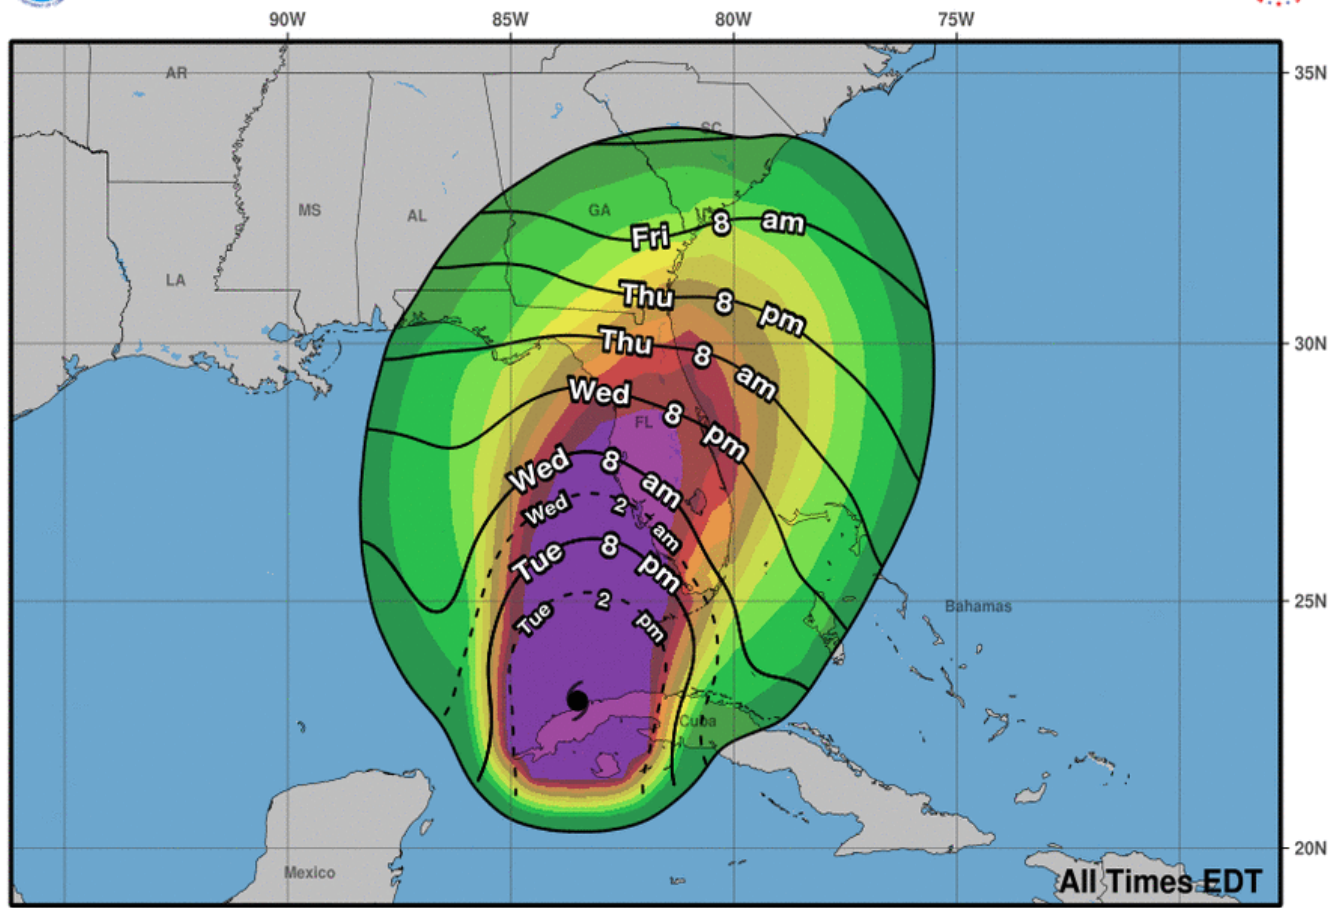 90W 85W 80W 75W
35N
AR
SC
MS
AL
GA
Fri 8 am
LA
Thu 8 pm
30N
Thu 8 am
Wed 8 pm
FL
Wed 8 am
Wed 2 am
Tue 8 pm
25N
Tue 2 pm
Bahamas
Cuba
20N
Mexico
All Times EDT